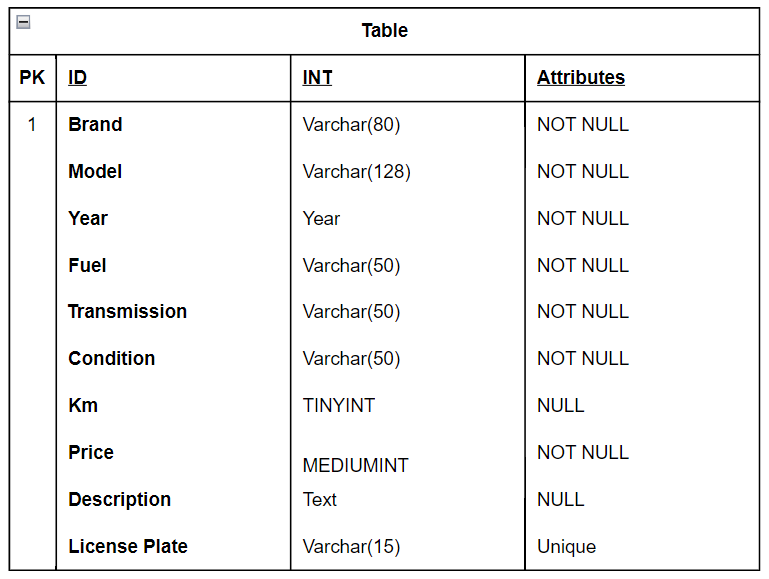 Table
PK ID INT Attributes
1 Brand Varchar(80) NOT NULL
Model Varchar(128) NOT NULL
Year Year NOT NULL
Fuel Varchar(50) NOT NULL
Transmission Varchar(50) NOT NULL
Condition Varchar(50) NOT NULL
Km TINYINT NULL
Price MEDIUMINT NOT NULL
Description Text NULL
License Plate Varchar(15) Unique